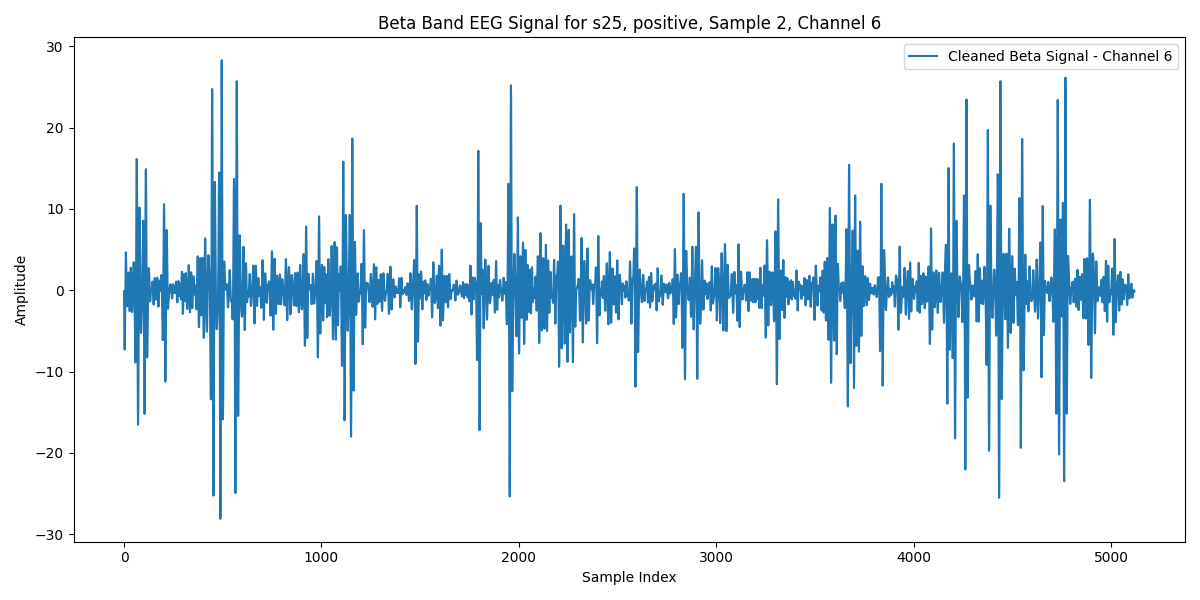 Beta Band EEG Signal for s25, positive, Sample 2, Channel 6
Cleaned Beta Signal - Channel 6
30
20
10
0
−10
−20
−30
Amplitude
0 1000 2000 3000 4000 5000
Sample Index